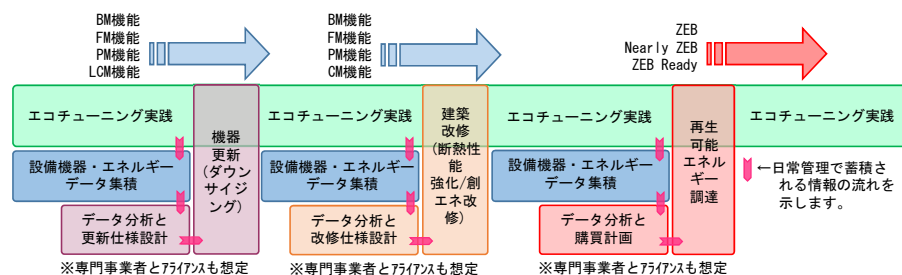 BM機能
FM機能
PM機能
LCM機能
BM機能
FM機能
PM機能
CM機能
ZEB
Nearly ZEB
ZEB Ready
エコチューニング実践
機器
更新
(ダウン
サイジ
ング)
エコチューニング実践
建築
改修
(断熱性
能
強化/創
エネ改
修)
エコチューニング実践
再生
可能
エネル
ギー
調達
エコチューニング実践
設備機器・エネルギー
データ集積
設備機器・エネルギー
データ集積
設備機器・エネルギー
データ集積
←日常管理で蓄積さ
れる情報の流れを
示します。
データ分析と
更新仕様設計
データ分析と
改修仕様設計
データ分析と
購買計画
※専門事業者とアライアンスも想定
※専門事業者とアライアンスも想定
※専門事業者とアライアンスも想定